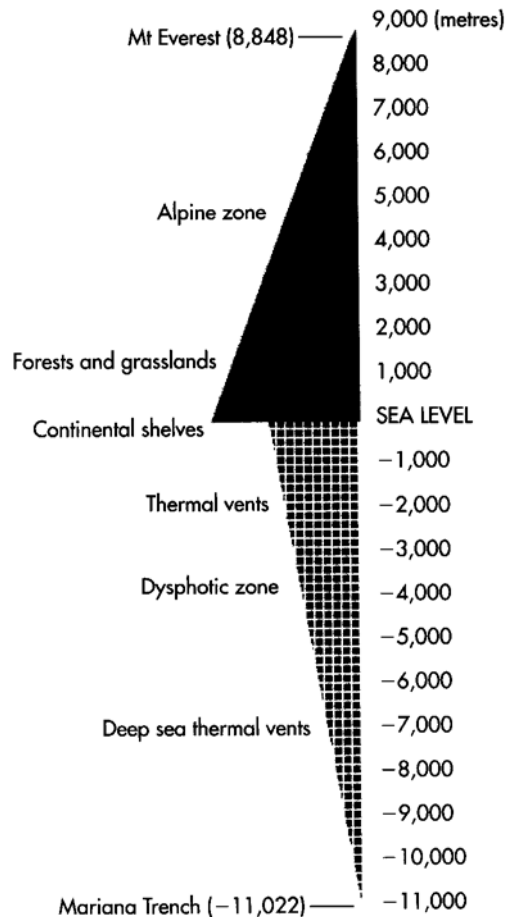 9,000 (metres)
Mt Everest (8,848)
8,000
7,000
6,000
5,000
Alpine zone
4,000
3,000
2,000
Forests and grasslands
1,000
SEA LEVEL
Continental shelves
−1,000
Thermal vents
−2,000
−3,000
Dysphotic zone
−4,000
−5,000
−6,000
Deep sea thermal vents
−7,000
−8,000
−9,000
−10,000
Mariana Trench (−11,022)
−11,000